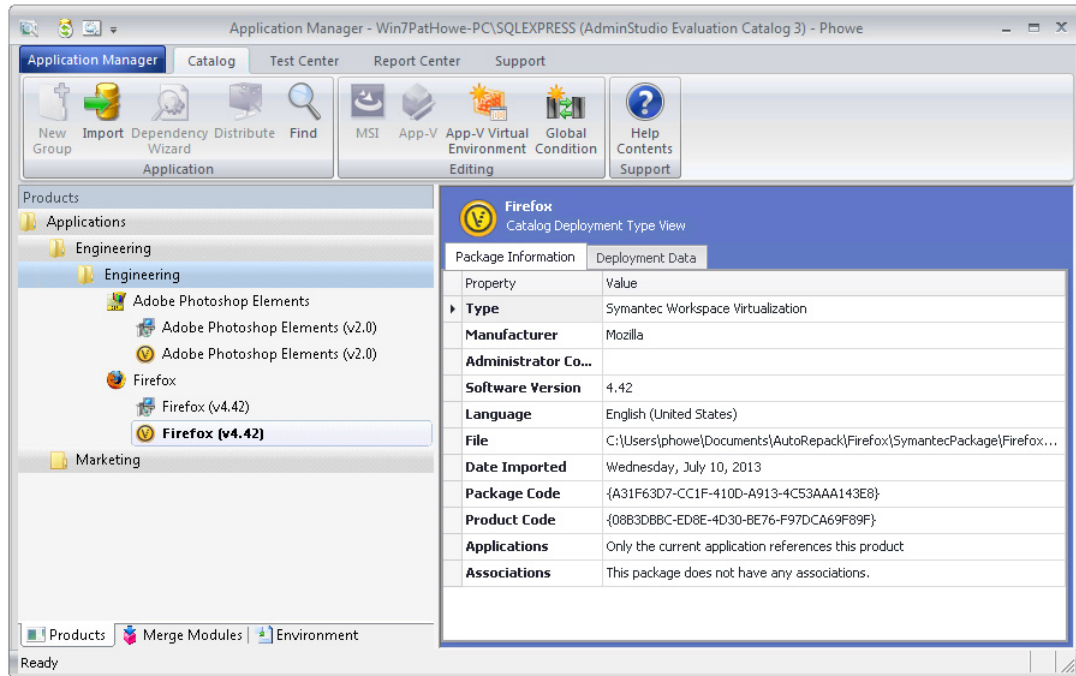 Application Manager - Win7PatHowe-PC\SQLEXPRESS (AdminStudio Evaluation Catalog 3) - Phowe
Application Manager Catalog Test Center Report Center Support
New Group Import Dependency Wizard Distribute Find MSI App-V App-V Virtual Environment Global Condition Help Contents
Application Editing Support
Products
Applications
Engineering
Engineering
Adobe Photoshop Elements
Adobe Photoshop Elements (v2.0)
Adobe Photoshop Elements (v2.0)
Firefox
Firefox (v4.42)
Firefox (v4.42)
Marketing
Products Merge Modules Environment
Firefox
Catalog Deployment Type View
Package Information Deployment Data
Property Value
Type Symantec Workspace Virtualization
Manufacturer Mozilla
Administrator Co...
Software Version 4.42
Language English (United States)
File C:\Users\phowe\Documents\AutoRepack\Firefox\SymantecPackage\Firefox...
Date Imported Wednesday, July 10, 2013
Package Code {A31F63D7-CC1F-410D-A913-4C53AAA143E8}
Product Code {08B3DBBC-ED8E-4D30-BE76-F97DCA69F89F}
Applications Only the current application references this product
Associations This package does not have any associations.
Ready